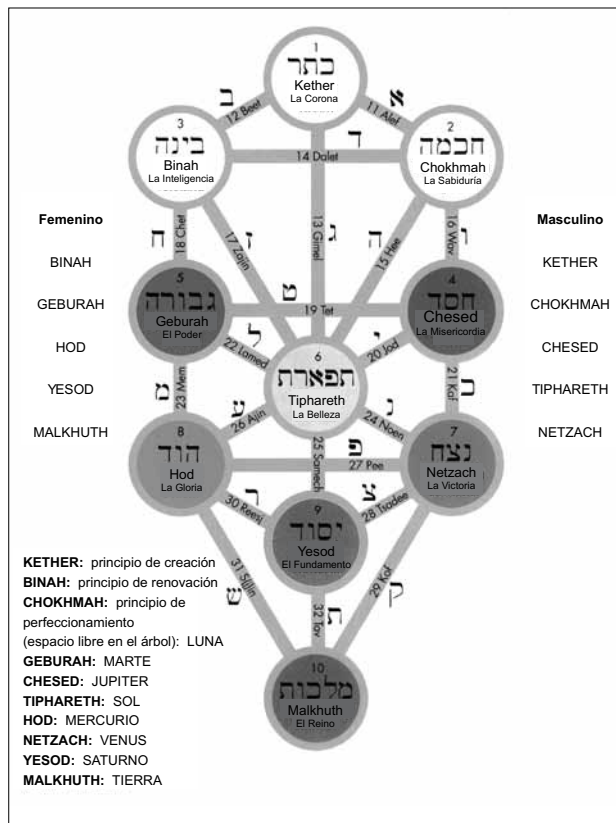 1
כתר
Kether
La Corona
ב
א
12 Beet
11 Alef
3
בינה
Binah
La Inteligencia
ד
14 Dalet
2
חכמה
Chokhmah
La Sabiduría
Femenino
BINAH
GEBURAH
HOD
YESOD
MALKHUTH
Masculino
KETHER
CHOKHMAH
CHESED
TIPHARETH
NETZACH
ח
18 Chet
ז
17 Zajin
ג
13 Gimel
ה
15 Hee
ו
16 Wav
5
גבורה
Geburah
El Poder
ט
19 Tet
4
חסד
Chesed
La Misericordia
ל
22 Lamed
י
20 Jod
6
תפארת
Tiphareth
La Belleza
מ
23 Mem
ע
26 Ajin
נ
24 Noen
כ
21 Kaf
8
הוד
Hod
La Gloria
25 Samech
פ
27 Pee
7
נצח
Netzach
La Victoria
ר
30 Reesj
צ
28 Tsadee
9
יסוד
Yesod
El Fundamento
ש
31 Sjijn
ת
32 Tav
ק
29 Kof
10
מלכות
Malkhuth
El Reino
KETHER: principio de creación
BINAH: principio de renovación
CHOKHMAH: principio de
perfeccionamiento
(espacio libre en el árbol): LUNA
GEBURAH: MARTE
CHESED: JUPITER
TIPHARETH: SOL
HOD: MERCURIO
NETZACH: VENUS
YESOD: SATURNO
MALKHUTH: TIERRA